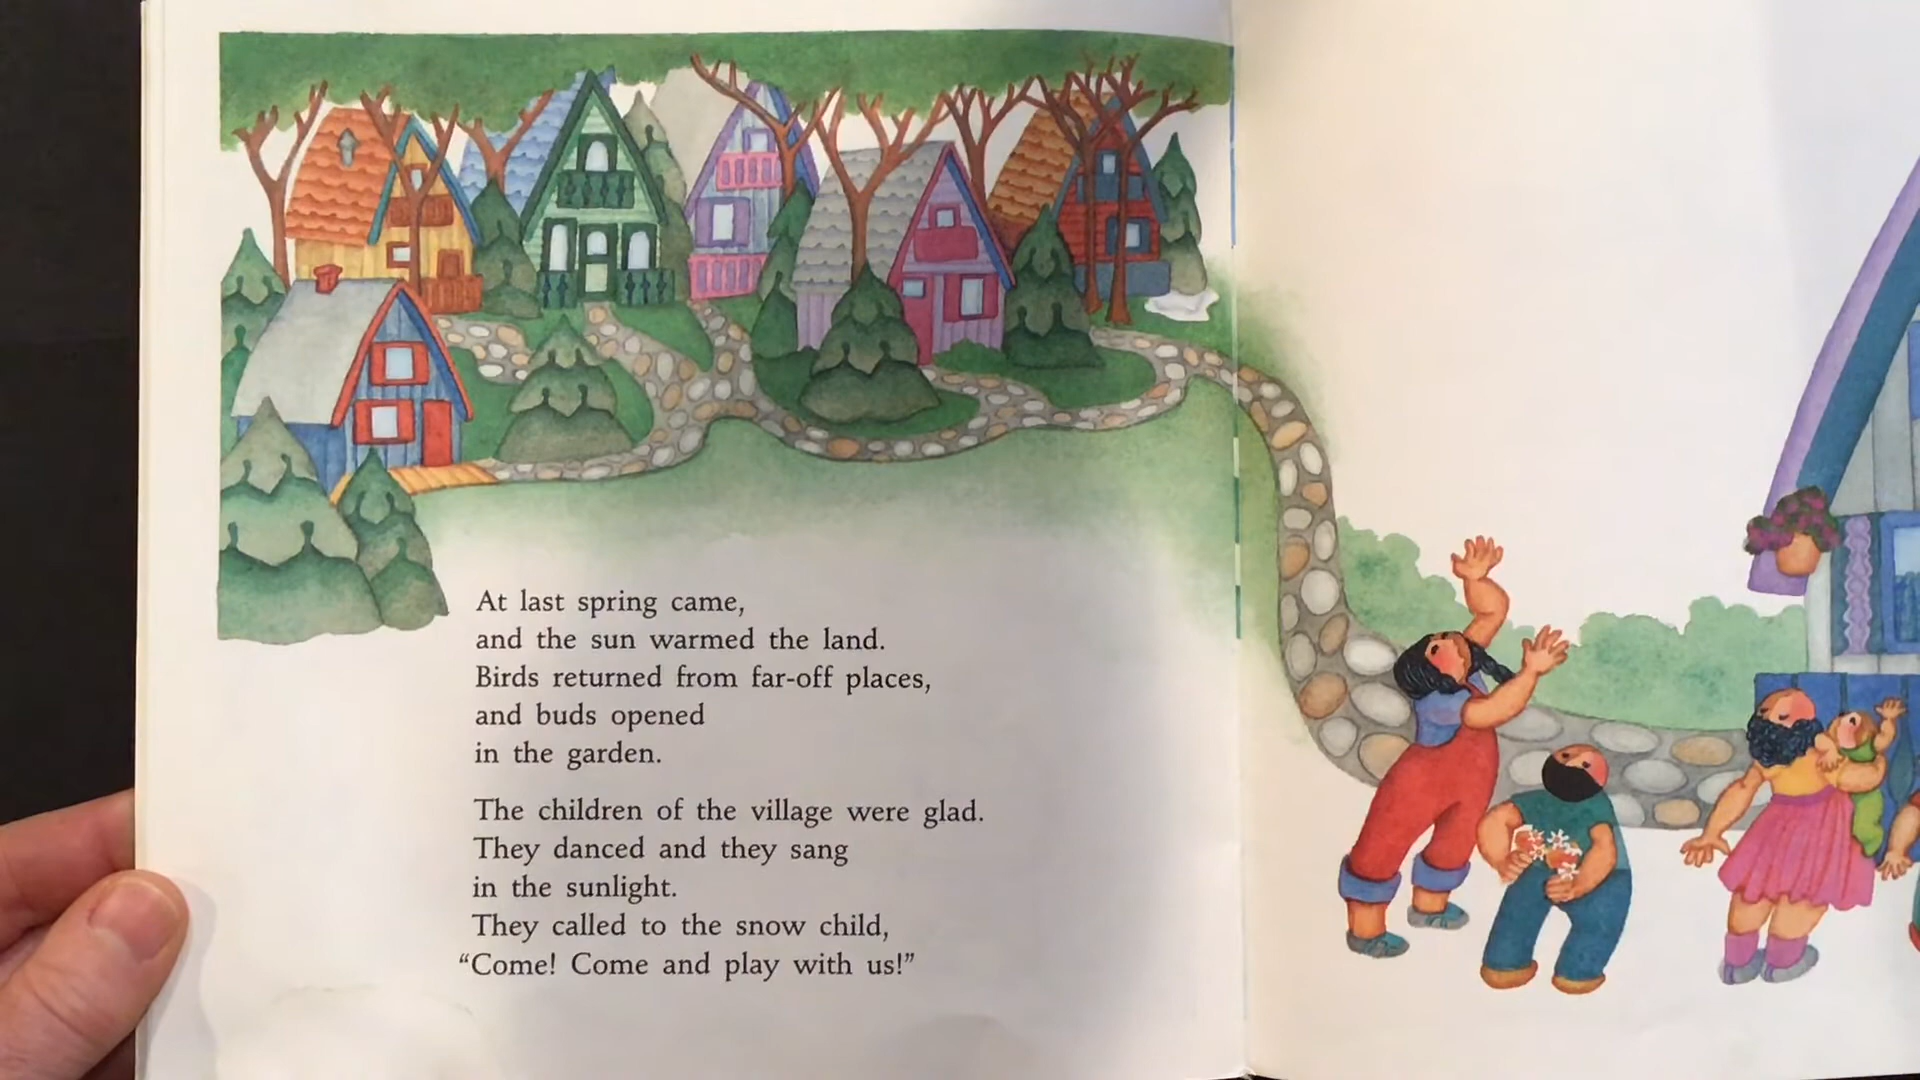 At last spring came,
and the sun warmed the land.
Birds returned from far-off places,
and buds opened
in the garden.
The children of the village were glad.
They danced and they sang
in the sunlight.
They called to the snow child,
“Come! Come and play with us!”